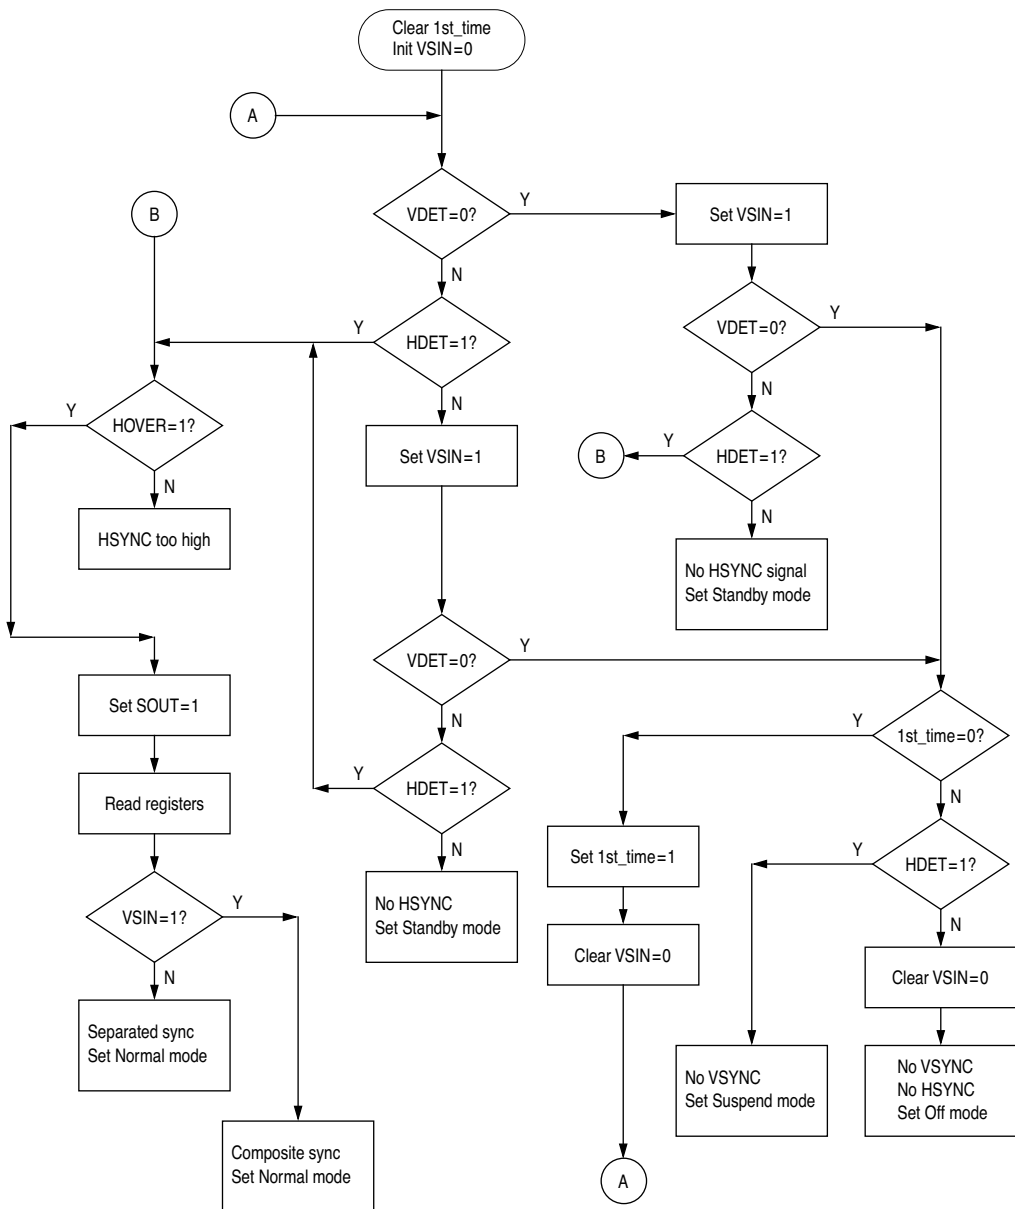 Clear 1st_time
Init VSIN=0
A
VDET=0?
Y
Set VSIN=1
B
N
HDET=1?
Y
VDET=0?
Y
N
HOVER=1?
Y
N
Set VSIN=1
HDET=1?
Y
B
N
HSYNC too high
No HSYNC signal
Set Standby mode
N
VDET=0?
Y
Set SOUT=1
N
1st_time=0?
Y
Read registers
HDET=1?
Y
N
Set 1st_time=1
HDET=1?
Y
N
VSIN=1?
Y
No HSYNC
Set Standby mode
N
Clear VSIN=0
Clear VSIN=0
N
Separated sync
Set Normal mode
No VSYNC
Set Suspend mode
No VSYNC
No HSYNC
Set Off mode
Composite sync
Set Normal mode
A